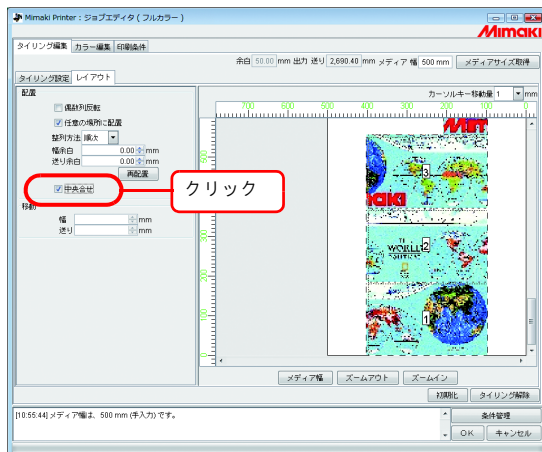 Mimaki Printer : ジョブエディタ ( フルカラー )
Mimaki
タイリング編集 カラー編集 印刷条件
余白 50.00 mm 出力 送り 2,690.40 mm メディア 幅 500 mm メディアサイズ取得
タイリング設定 レイアウト
配置
カーソルキー移動量 1 mm
偶数列反転
700 600 500 400 300 200 100 0
任意の場所に配置
整列方法 順次
幅余白 0.00 mm
送り余白 0.00 mm
再配置
中央合せ
クリック
移動
幅 mm
送り mm
3
2
1
WORLD
メディア幅 ズームアウト ズームイン
初期化 タイリング解除
[10:55:44] メディア幅は、500 mm (手入力) です。
条件管理
OK キャンセル